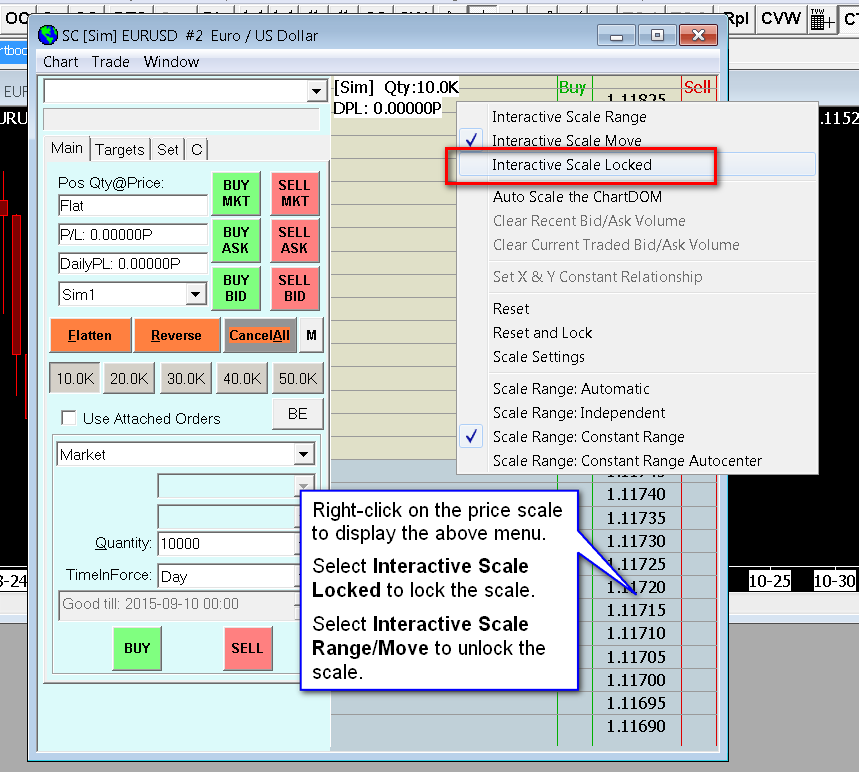 Rpl
CVW
SC [Sim] EURUSD  #2  Euro / US Dollar
Chart  Trade  Window
[Sim]  Qty:10.0K
Buy
Sell
1.11825
DPL: 0.00000P
.1152
Main
Targets
Set
C
Pos Qty@Price:
Flat
BUY MKT
SELL MKT
P/L: 0.00000P
BUY ASK
SELL ASK
DailyPL: 0.00000P
Sim1
BUY BID
SELL BID
Flatten
Reverse
CancelAll
M
10.0K
20.0K
30.0K
40.0K
50.0K
Use Attached Orders
BE
Market
Quantity:
10000
TimeInForce:
Day
Good till: 2015-09-10 00:00
BUY
SELL
Interactive Scale Range
Interactive Scale Move
Interactive Scale Locked
Auto Scale the ChartDOM
Clear Recent Bid/Ask Volume
Clear Current Traded Bid/Ask Volume
Set X & Y Constant Relationship
Reset
Reset and Lock
Scale Settings
Scale Range: Automatic
Scale Range: Independent
Scale Range: Constant Range
Scale Range: Constant Range Autocenter
1.11740
1.11735
1.11730
1.11725
1.11720
1.11715
1.11710
1.11705
1.11700
1.11695
1.11690
Right-click on the price scale
to display the above menu.
Select Interactive Scale
Locked to lock the scale.
Select Interactive Scale
Range/Move to unlock the
scale.
3-24
10-25
10-30